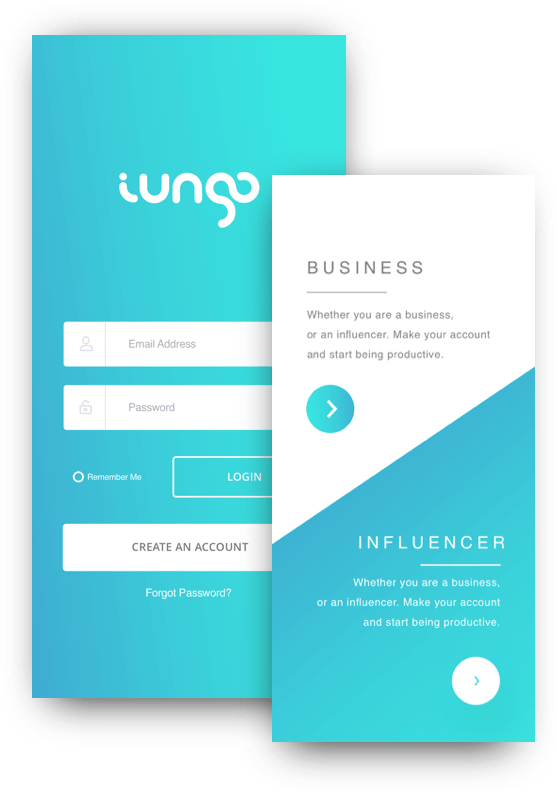 iungo
Email Address
Password
Remember Me
LOGIN
CREATE AN ACCOUNT
Forgot Password?
BUSINESS
Whether you are a business,
or an influencer. Make your account
and start being productive.
INFLUENCER
Whether you are a business,
or an influencer. Make your account
and start being productive.